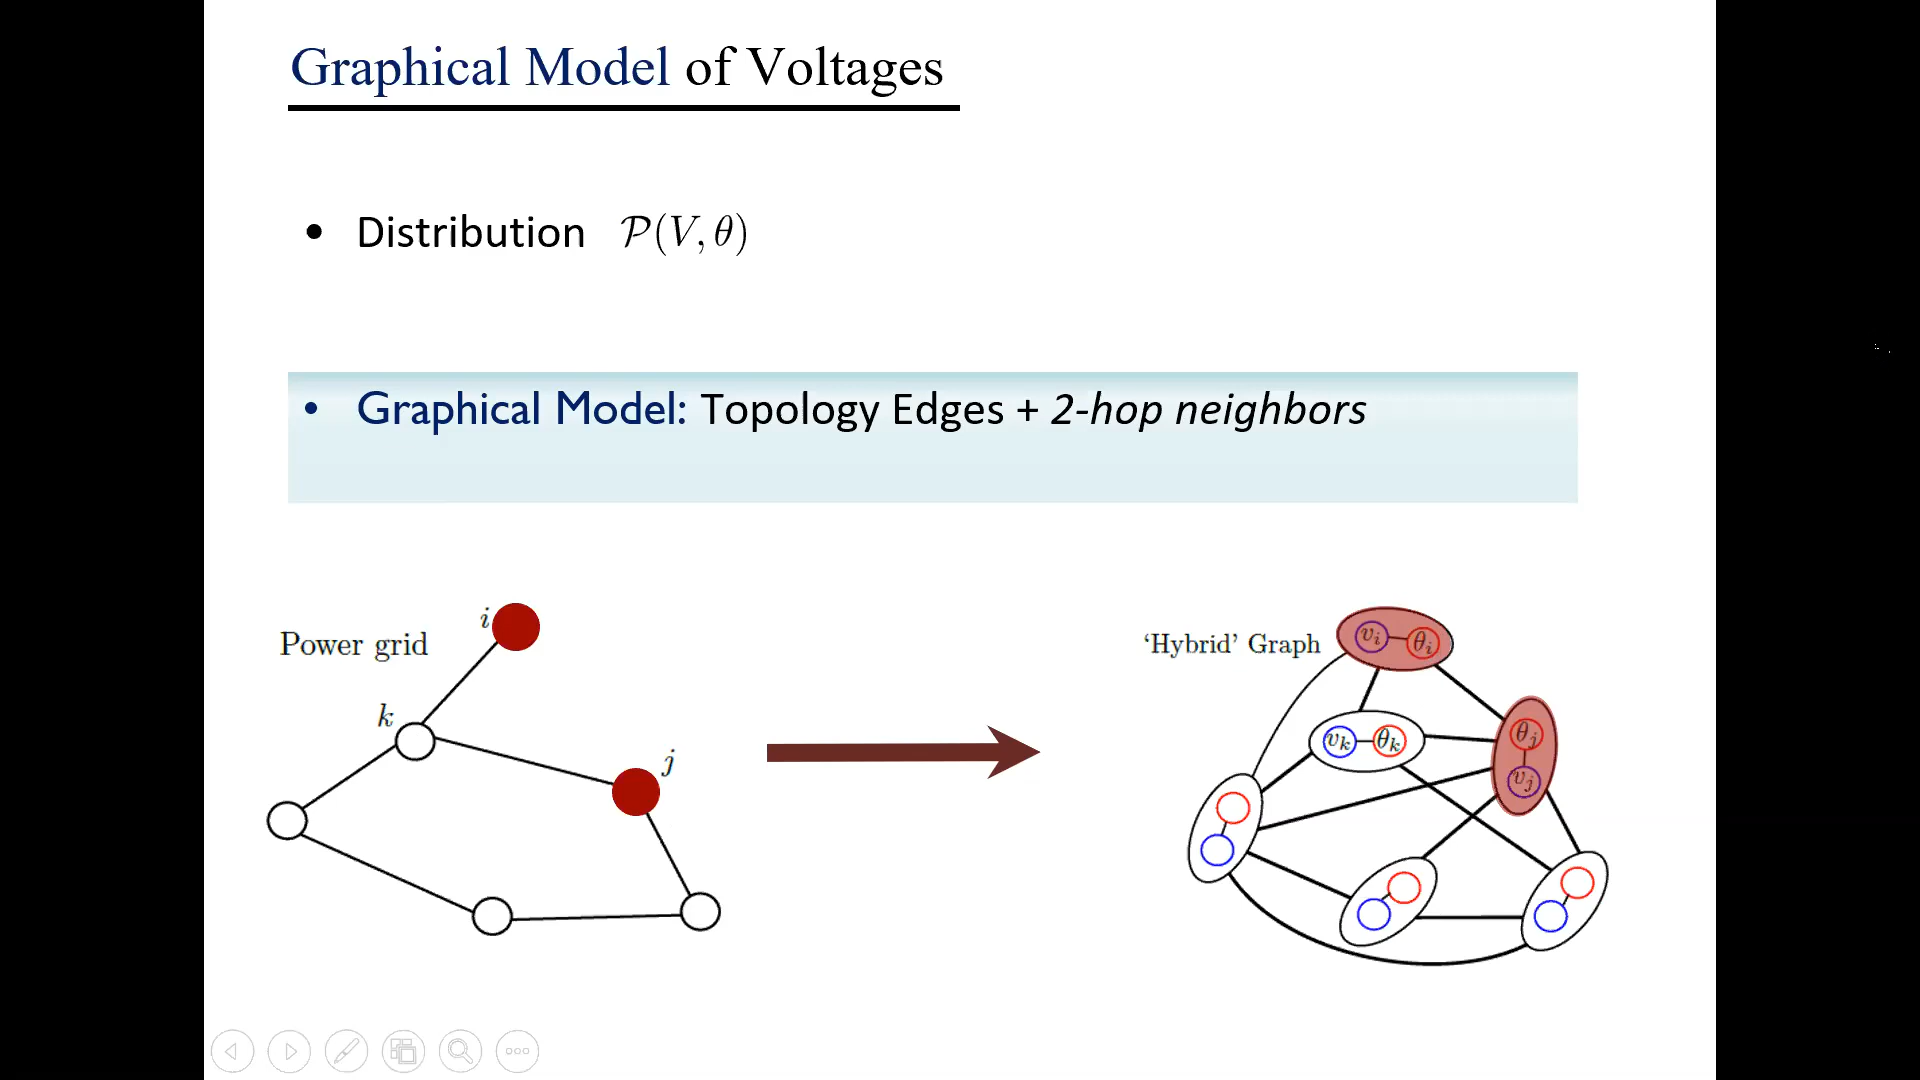 Graphical Model of Voltages
• Distribution 𝒫(V, θ)
• Graphical Model: Topology Edges + 2-hop neighbors
Power grid
i
k
j
‘Hybrid’ Graph
v_i θ_i
v_k θ_k
θ_j
v_j